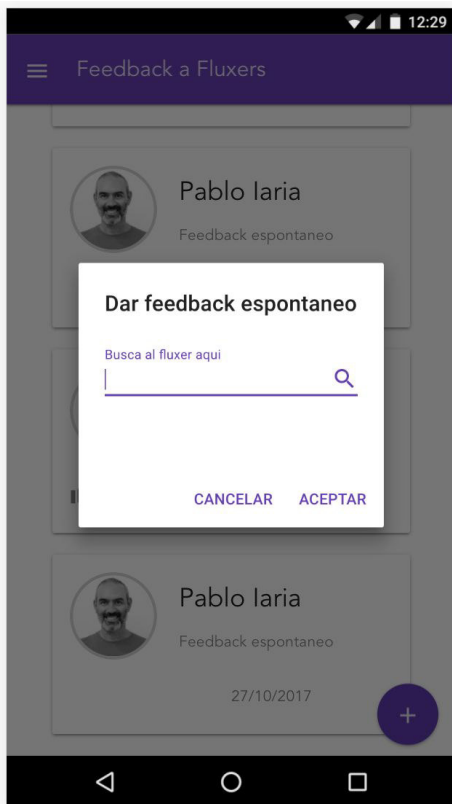 12:29
Feedback a Fluxers
Pablo Iaria
Feedback espontaneo
Dar feedback espontaneo
Busca al fluxer aqui
CANCELAR ACEPTAR
Pablo Iaria
Feedback espontaneo
27/10/2017